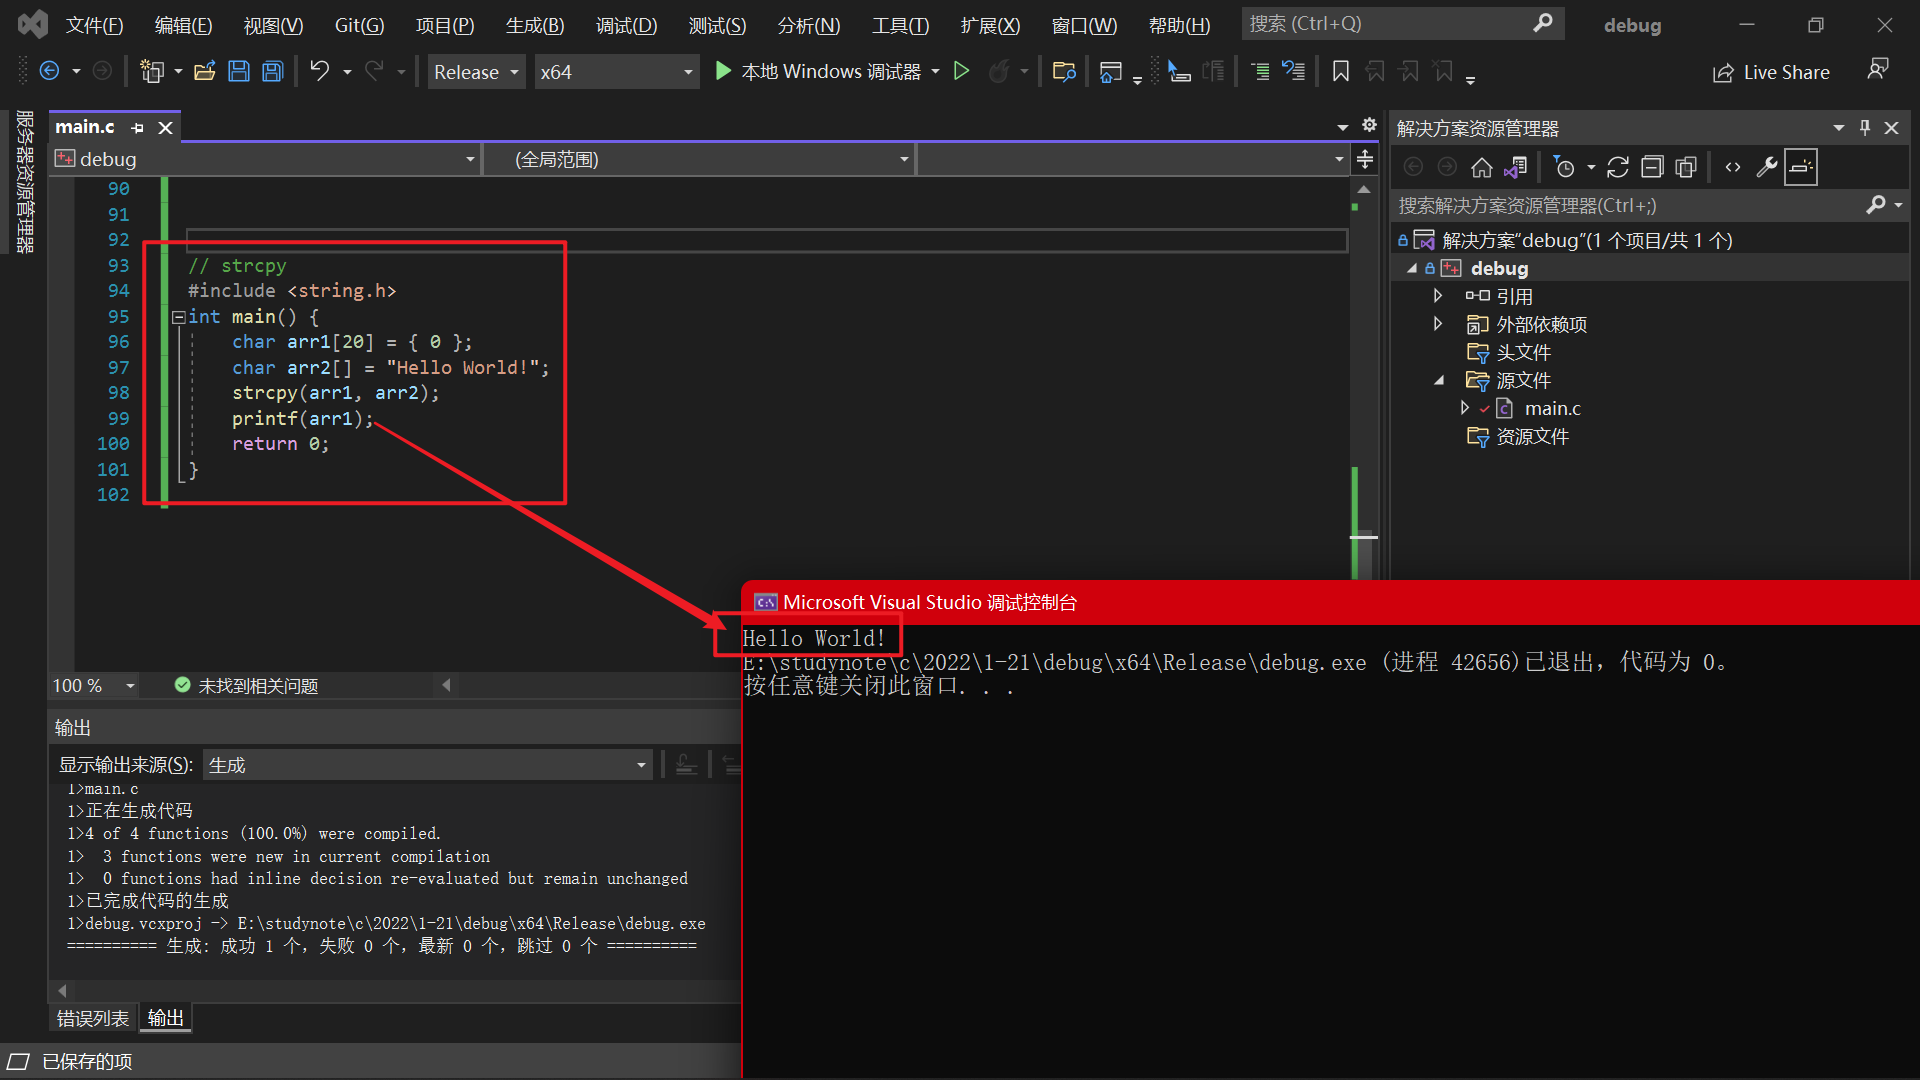 文件(F) 编辑(E) 视图(V) Git(G) 项目(P) 生成(B) 调试(D) 测试(S) 分析(N) 工具(T) 扩展(X) 窗口(W) 帮助(H) 搜索 (Ctrl+Q) debug
Release x64 本地 Windows 调试器 Live Share
服务器资源管理器
main.c
debug (全局范围)
90
91
92
93 // strcpy
94 #include <string.h>
95 int main() {
96 char arr1[20] = { 0 };
97 char arr2[] = "Hello World!";
98 strcpy(arr1, arr2);
99 printf(arr1);
100 return 0;
101 }
102
100 % 未找到相关问题
解决方案资源管理器
搜索解决方案资源管理器(Ctrl+;)
解决方案"debug"(1 个项目/共 1 个)
debug
引用
外部依赖项
头文件
源文件
main.c
资源文件
Microsoft Visual Studio 调试控制台
Hello World!
E:\studynote\c\2022\1-21\debug\x64\Release\debug.exe (进程 42656)已退出，代码为 0。
按任意键关闭此窗口. . .
输出
显示输出来源(S): 生成
1>main.c
1>正在生成代码
1>4 of 4 functions (100.0%) were compiled.
1>  3 functions were new in current compilation
1>  0 functions had inline decision re-evaluated but remain unchanged
1>已完成代码的生成
1>debug.vcxproj -> E:\studynote\c\2022\1-21\debug\x64\Release\debug.exe
========== 生成: 成功 1 个，失败 0 个，最新 0 个，跳过 0 个 ==========
错误列表 输出
已保存的项